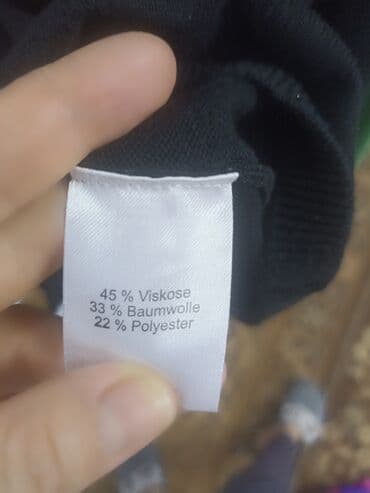 45 % Viskose
33 % Baumwolle
22 % Polyester